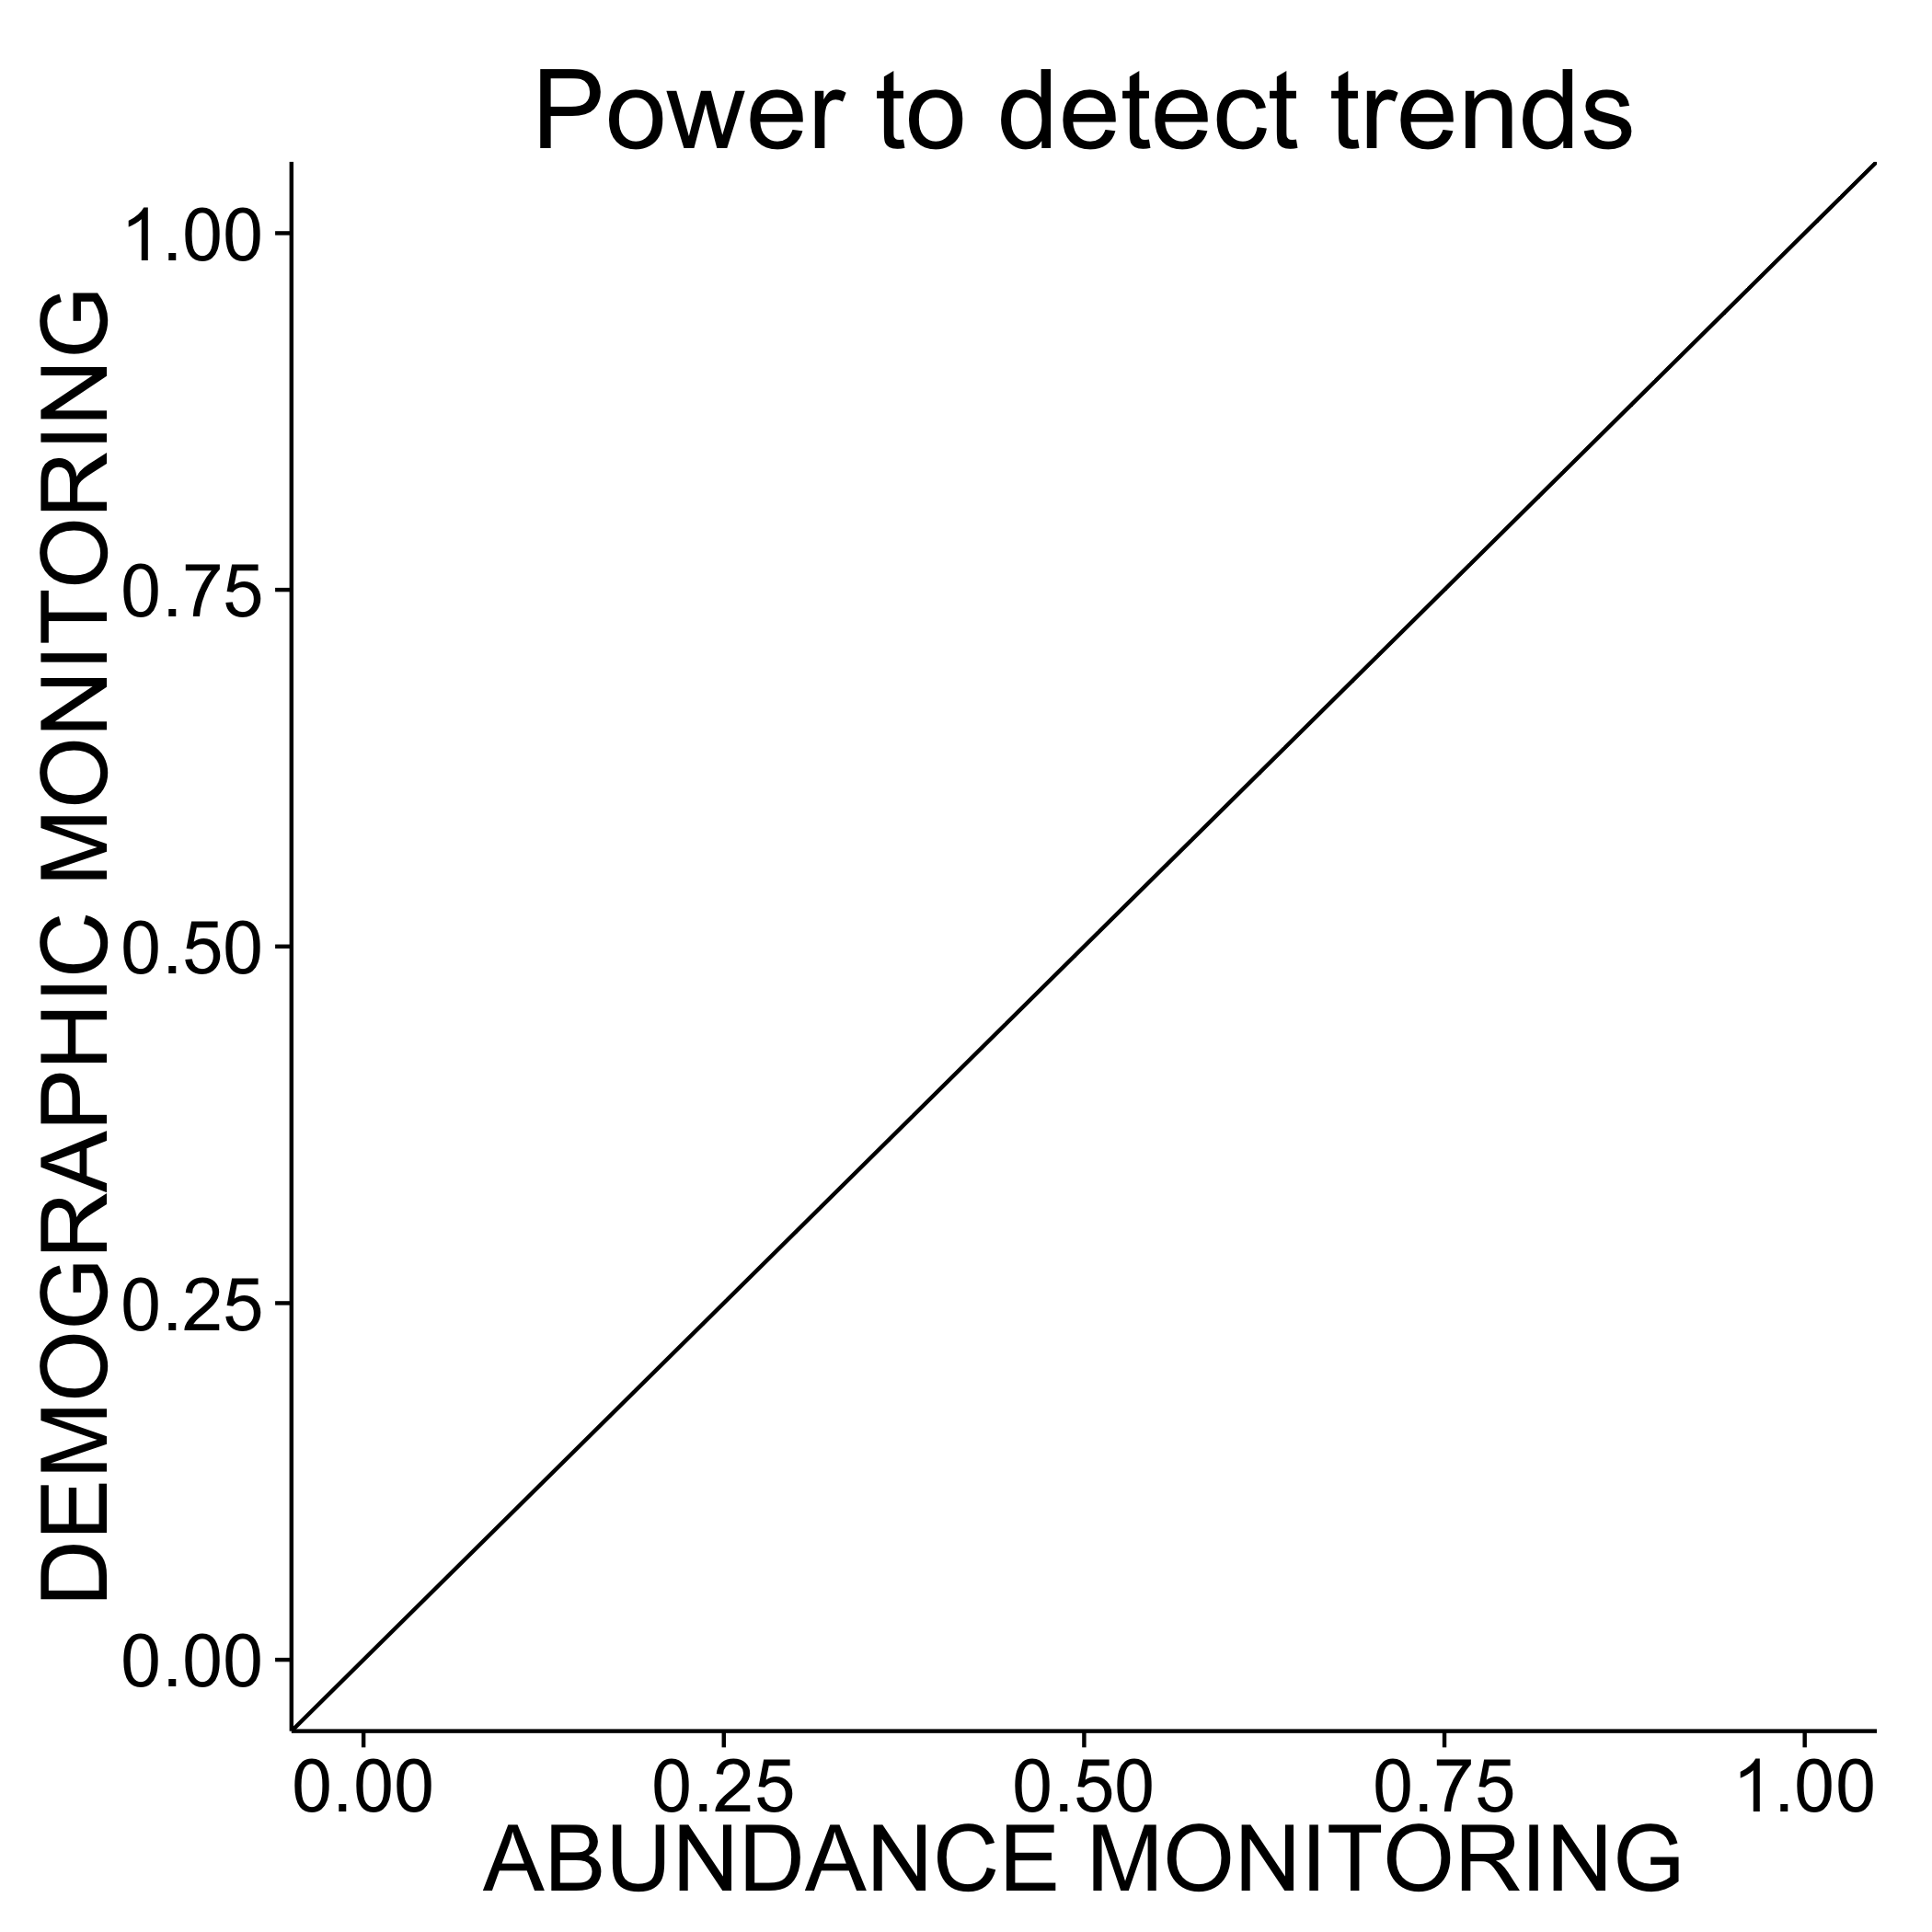 Power to detect trends
DEMOGRAPHIC MONITORING
1.00
0.75
0.50
0.25
0.00
0.00 0.25 0.50 0.75 1.00
ABUNDANCE MONITORING